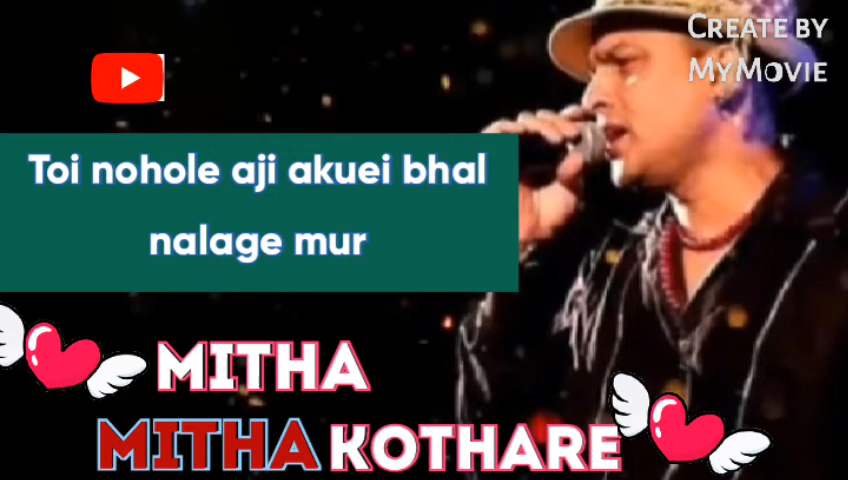 CREATE BY
MYMOVIE
Toi nohole aji akuei bhal
nalage mur
MITHA
MITHA KOTHARE